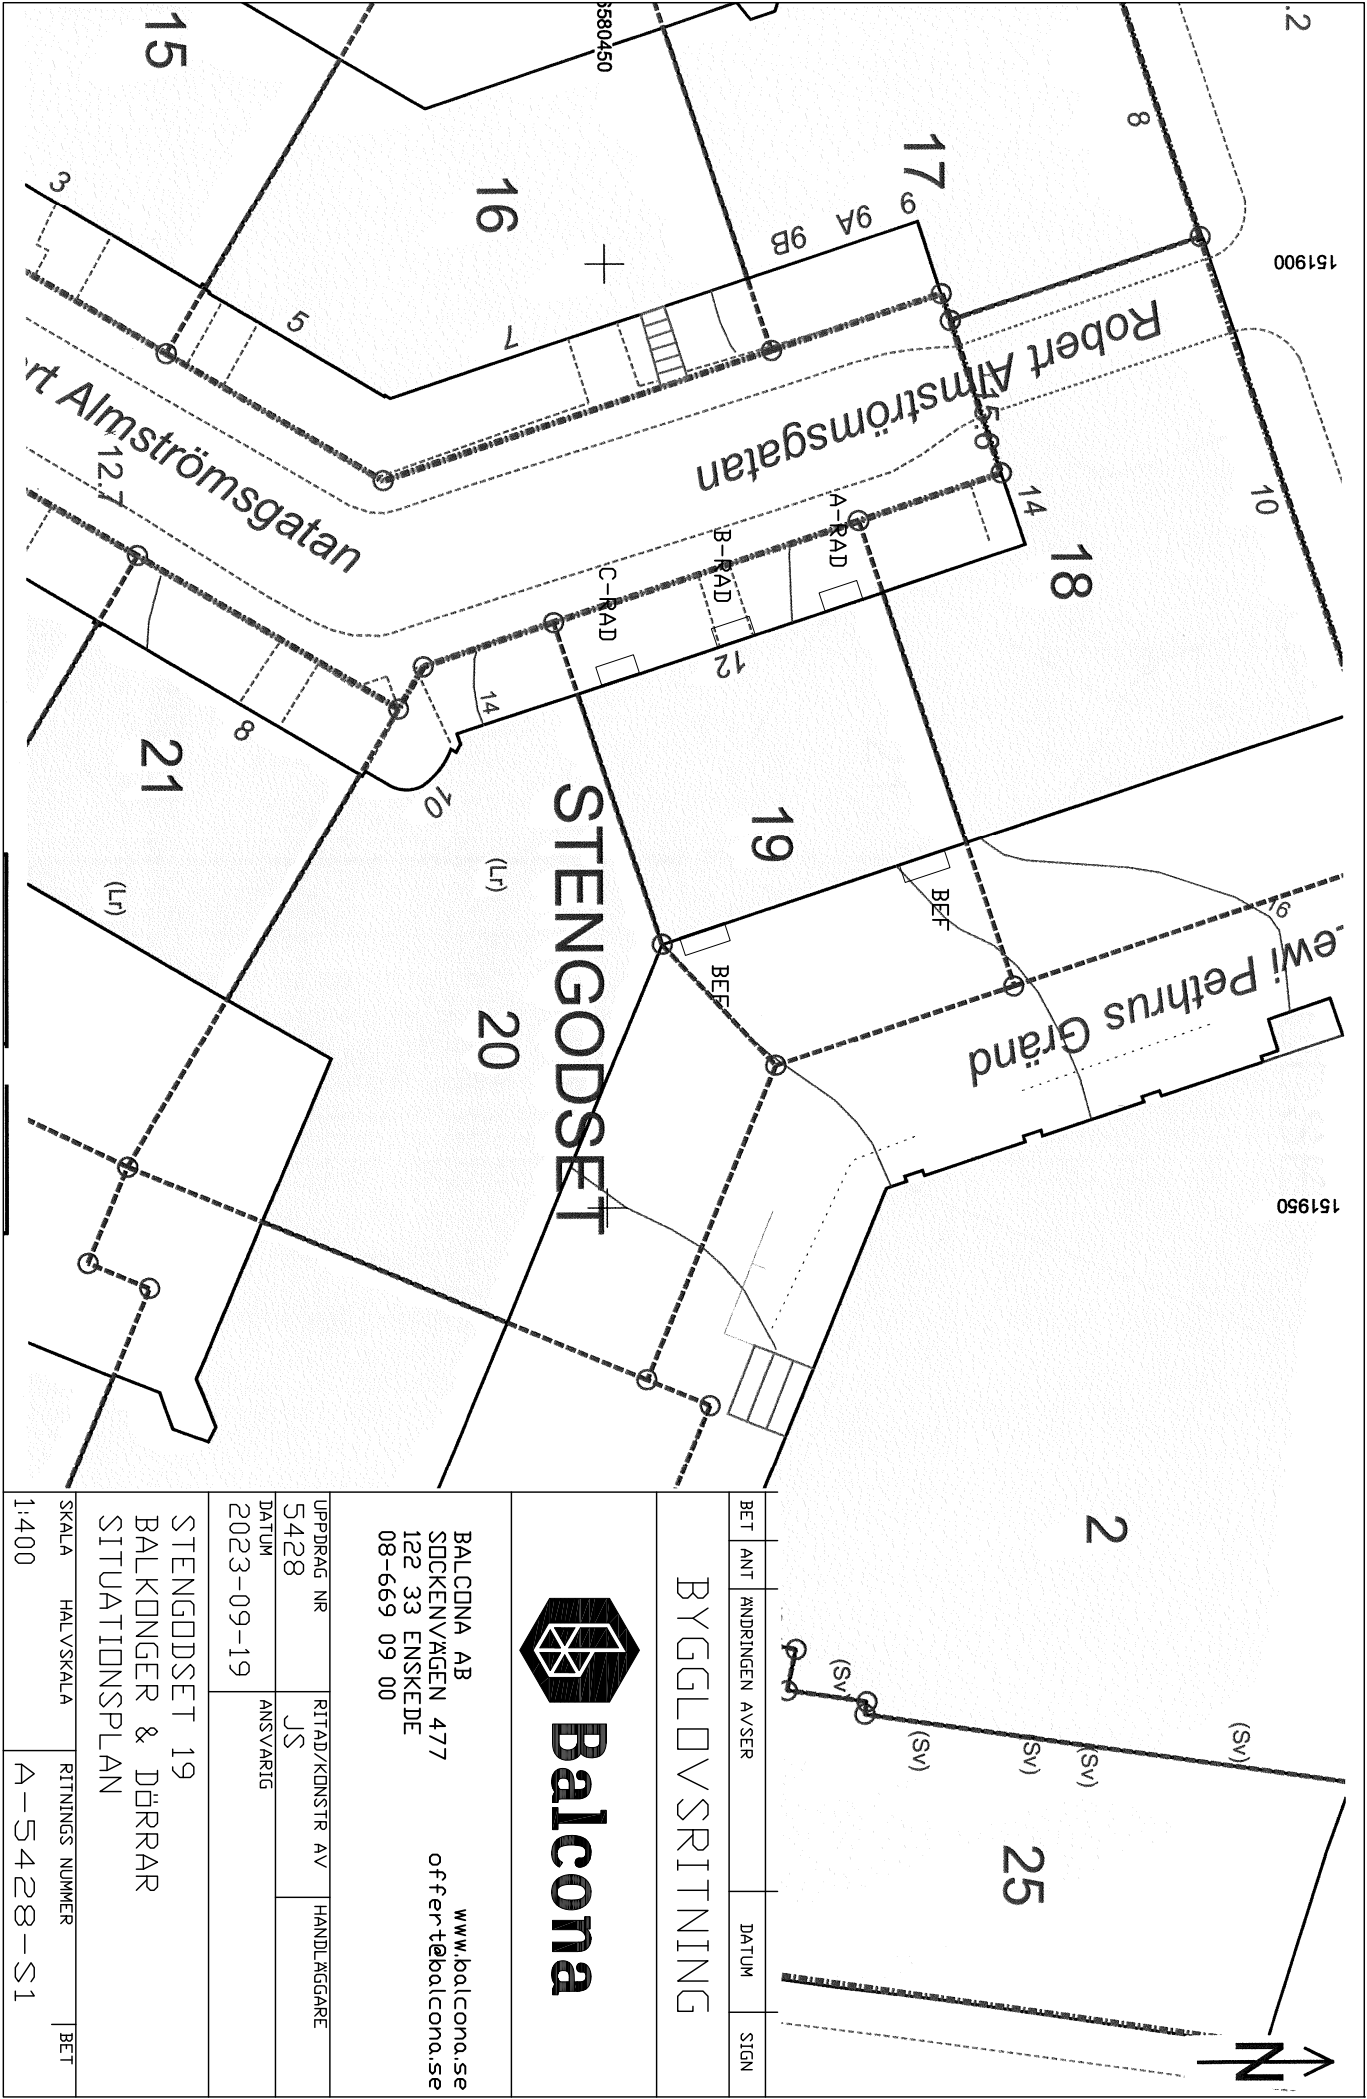 15
6580450
.2
8
17
16
3
9
9A
9B
151900
5
7
Robert Almströmsgatan
rt Almströmsgatan
12.7
15.6
14
10
A-RAD
B-RAD
C-RAD
18
12
14
21
8
10
19
STENGODSET
(Lr)
(Lr)
BEF
BEF
16
ewi Pethrus Gränd
20
151950
2
(Sv)
(Sv)
(Sv)
(Sv)
(Sv)
25
N
BET ANT ÄNDRINGEN AVSER DATUM SIGN
BYGGLOVSRITNING
Balcona
BALCONA AB
SOCKENVÄGEN 477 www.balcona.se
122 33 ENSKEDE offert@balcona.se
08-669 09 00
UPPDRAG NR RITAD/KONSTR AV HANDLÄGGARE
5428 JS
DATUM ANSVARIG
2023-09-19
STENGODSET 19
BALKONGER & DÖRRAR
SITUATIONSPLAN
SKALA HALVSKALA RITNINGS NUMMER BET
1:400 A-5428-S1